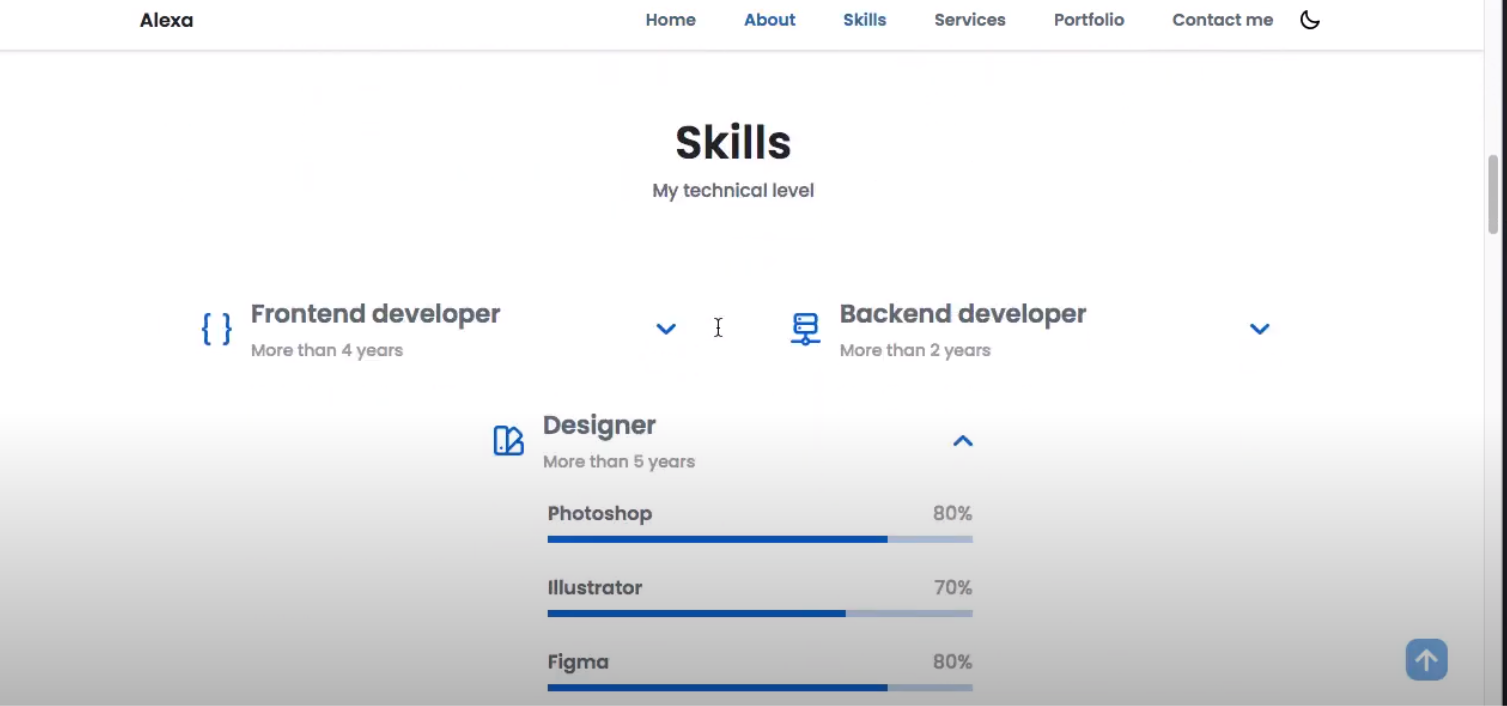 Alexa Home About Skills Services Portfolio Contact me
Skills
My technical level
Frontend developer
More than 4 years
Backend developer
More than 2 years
Designer
More than 5 years
Photoshop 80%
Illustrator 70%
Figma 80%